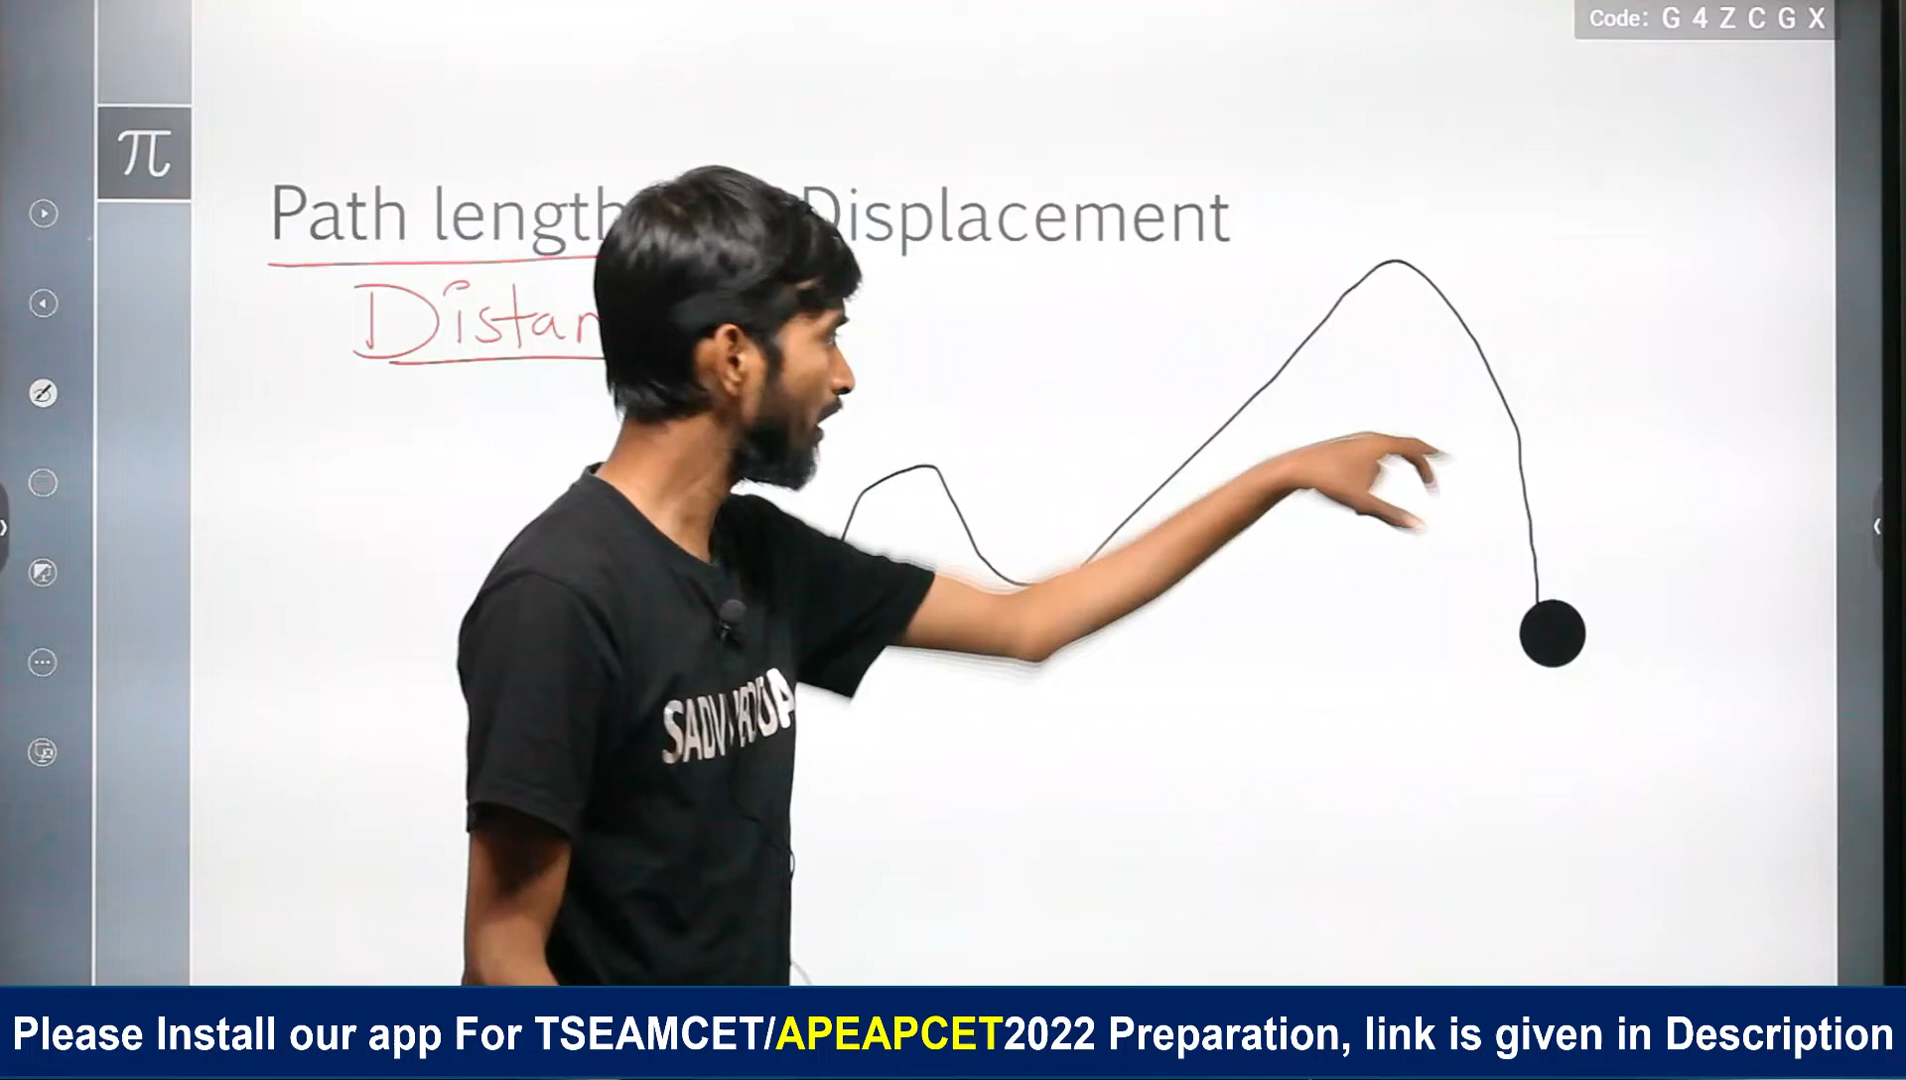 Code: G 4 Z C G X
π
Path length Displacement
Distan
Please Install our app For TSEAMCET/APEAPCET2022 Preparation, link is given in Description